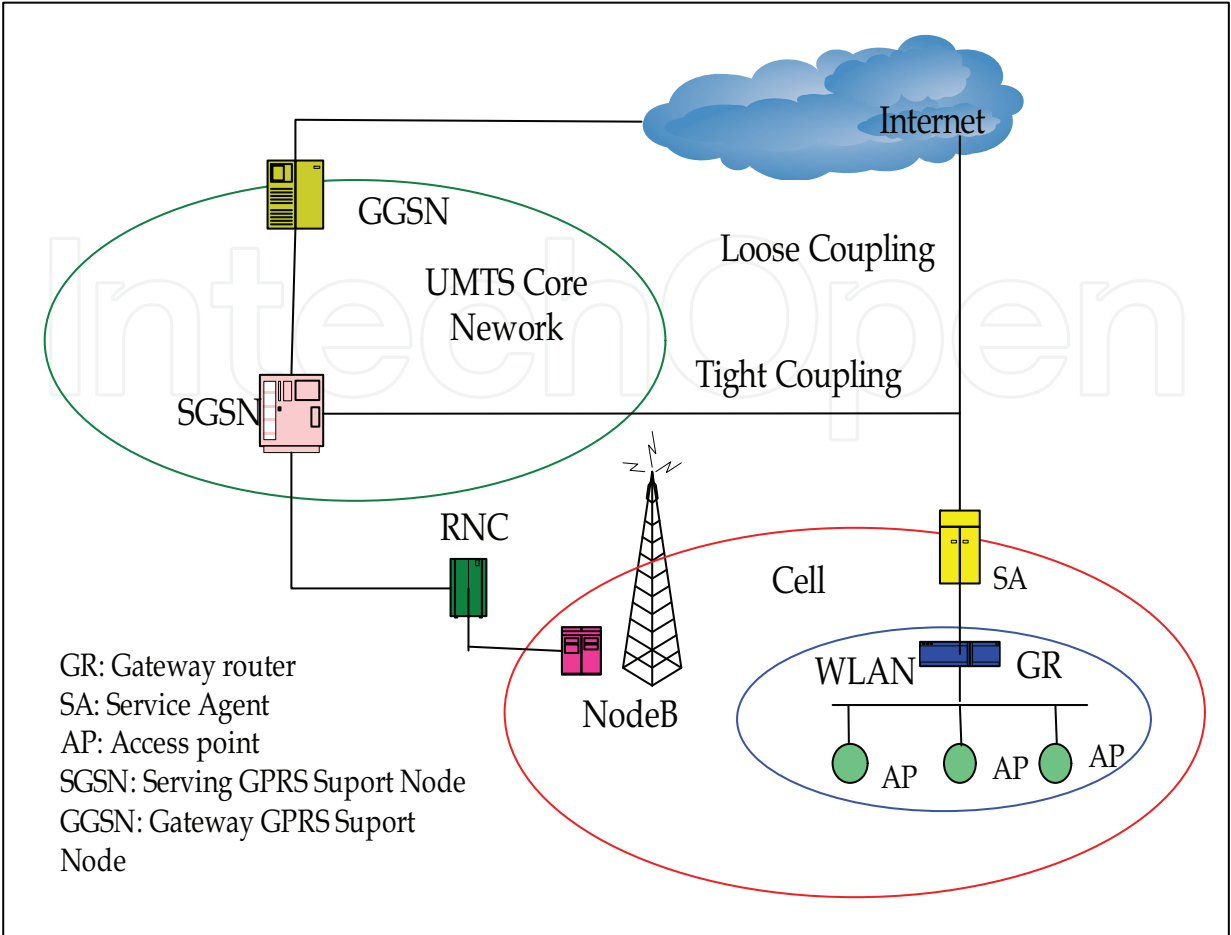 Internet
GGSN
Loose Coupling
UMTS Core
Nework
IntechOpen
Tight Coupling
SGSN
RNC
Cell
SA
WLAN
GR
NodeB
AP
AP
AP
GR: Gateway router
SA: Service Agent
AP: Access point
SGSN: Serving GPRS Suport Node
GGSN: Gateway GPRS Suport
Node